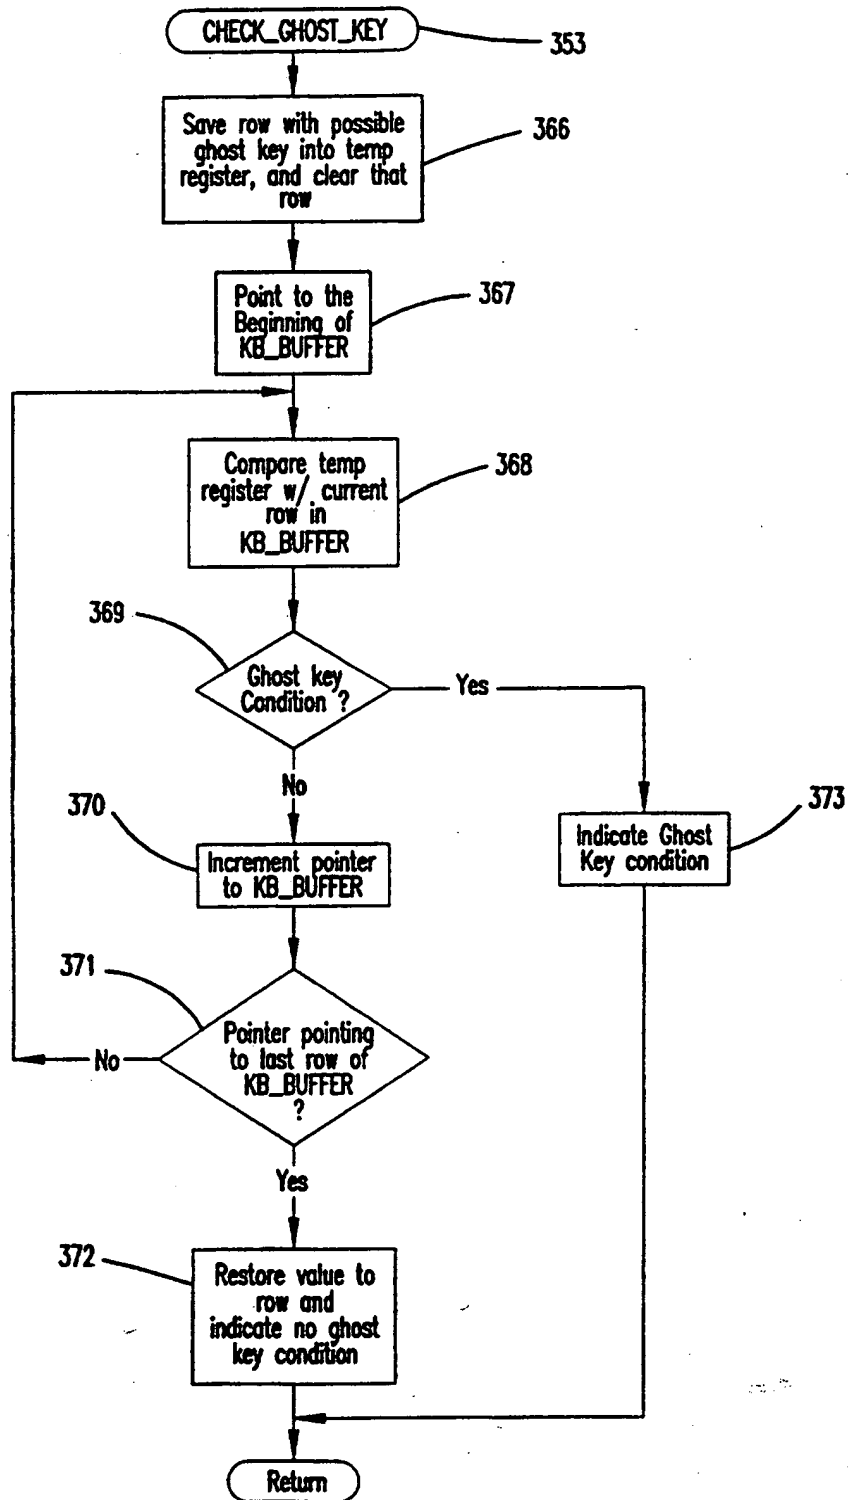 CHECK_GHOST_KEY
353
Save row with possible
ghost key into temp
register, and clear that
row
366
Point to the
Beginning of
KB_BUFFER
367
Compare temp
register w/ current
row in
KB_BUFFER
368
369
Ghost key
Condition ?
Yes
No
370
Increment pointer
to KB_BUFFER
Indicate Ghost
Key condition
373
371
Pointer pointing
to last row of
KB_BUFFER
?
No
Yes
372
Restore value to
row and
indicate no ghost
key condition
Return